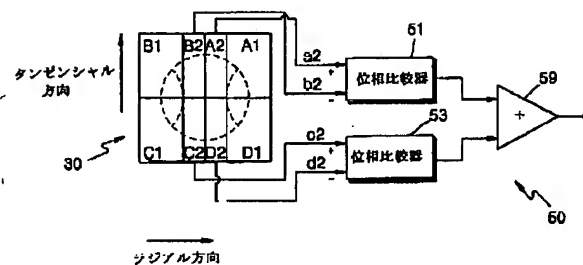 B1 B2 A2 A1
タンゼンシャル
方向
30
C1 C2 D2 D1
a2
b2
+
-
51
位相比較器
c2
d2
+
-
53
位相比較器
59
+
50
ラジアル方向